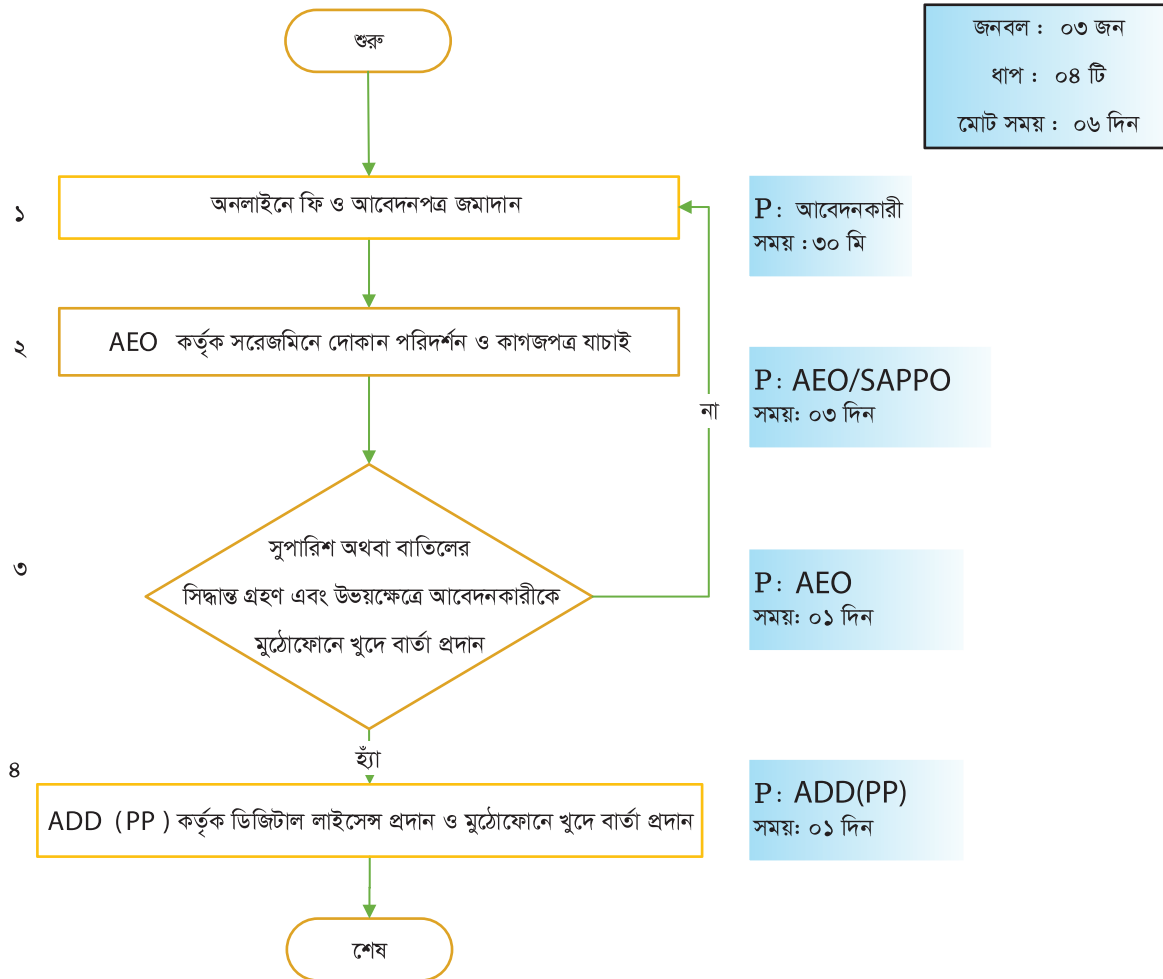 শুরু
জনবল : ০৩ জন
ধাপ : ০৪ টি
মোট সময় : ০৬ দিন
১
অনলাইনে ফি ও আবেদনপত্র জমাদান
P: আবেদনকারী
সময় : ৩০ মি
২
AEO কর্তৃক সরেজমিনে দোকান পরিদর্শন ও কাগজপত্র যাচাই
P: AEO/SAPPO
সময়: ০৩ দিন
না
৩
সুপারিশ অথবা বাতিলের
সিদ্ধান্ত গ্রহণ এবং উভয়ক্ষেত্রে আবেদনকারীকে
মুঠোফোনে খুদে বার্তা প্রদান
P: AEO
সময়: ০১ দিন
হ্যাঁ
৪
ADD (PP) কর্তৃক ডিজিটাল লাইসেন্স প্রদান ও মুঠোফোনে খুদে বার্তা প্রদান
P: ADD(PP)
সময়: ০১ দিন
শেষ